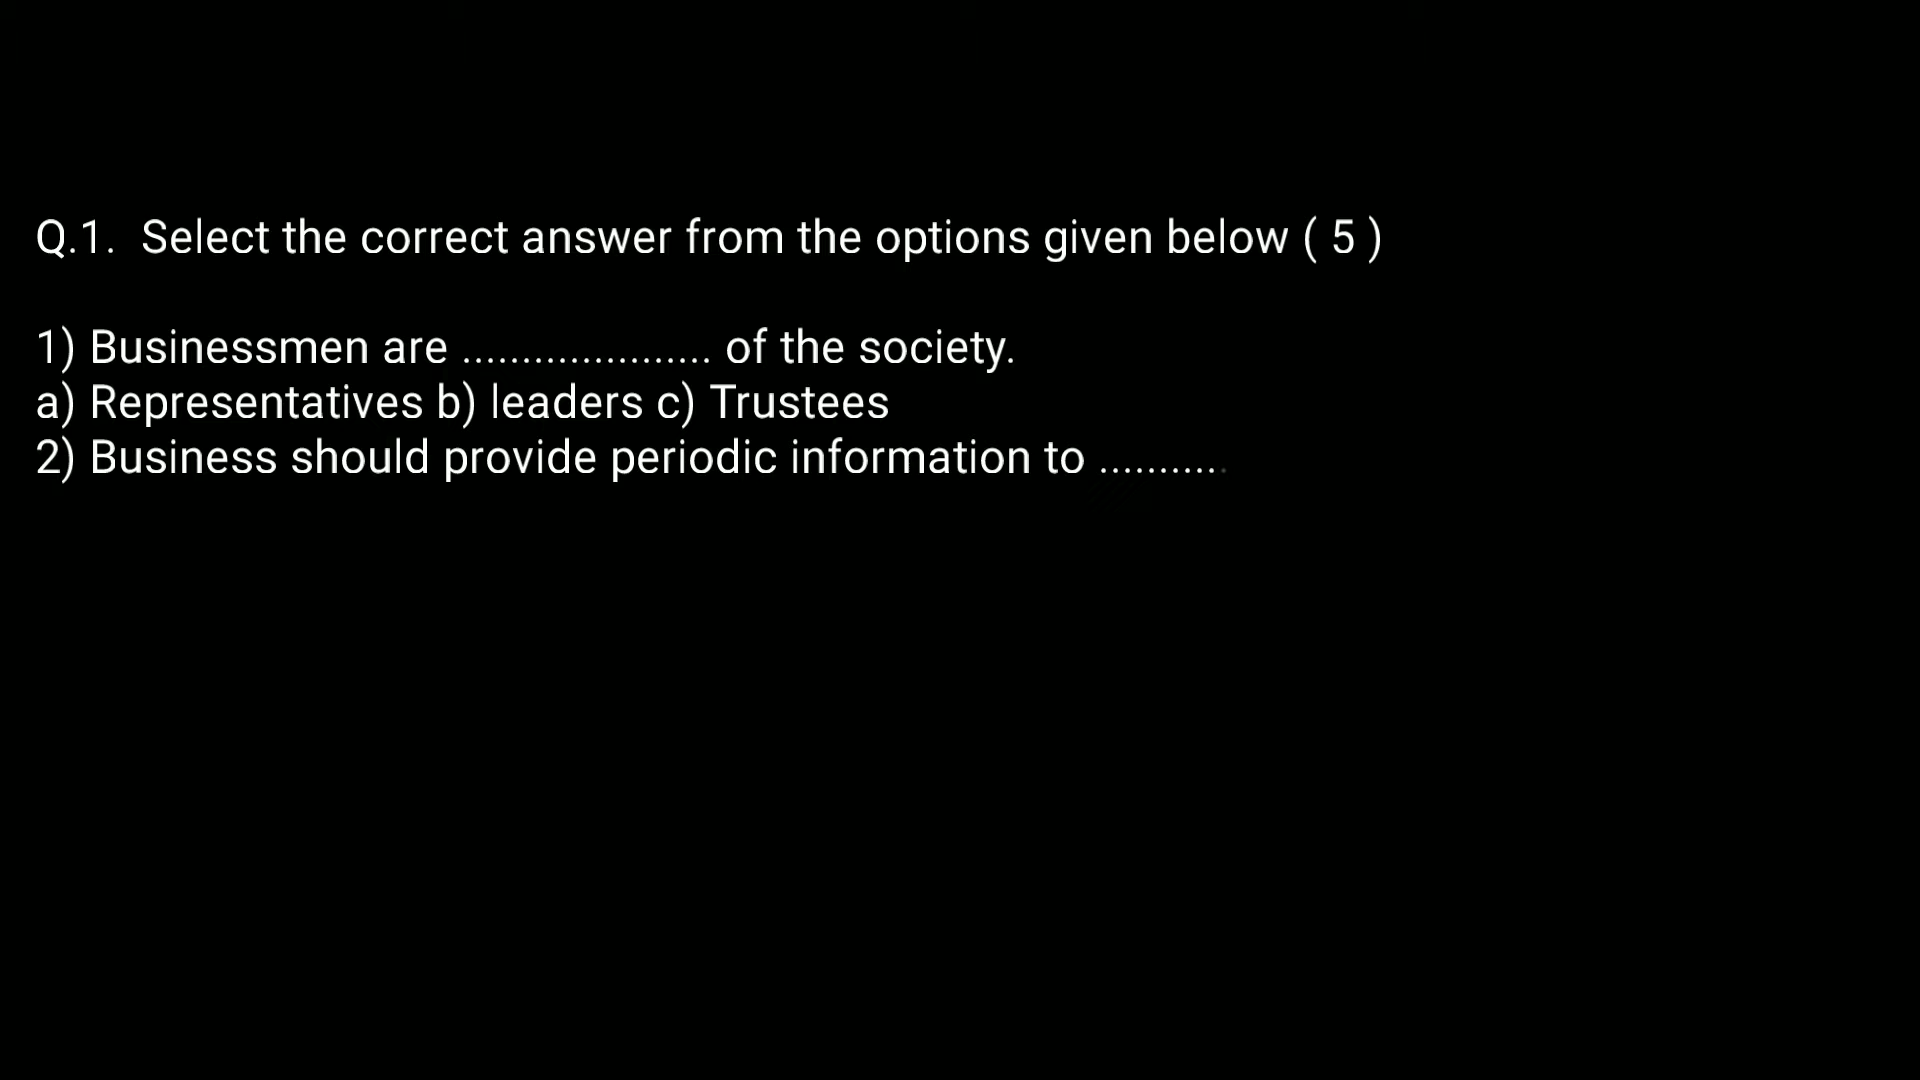 Q.1.  Select the correct answer from the options given below ( 5 )
1) Businessmen are ..................... of the society.
a) Representatives b) leaders c) Trustees
2) Business should provide periodic information to ...........